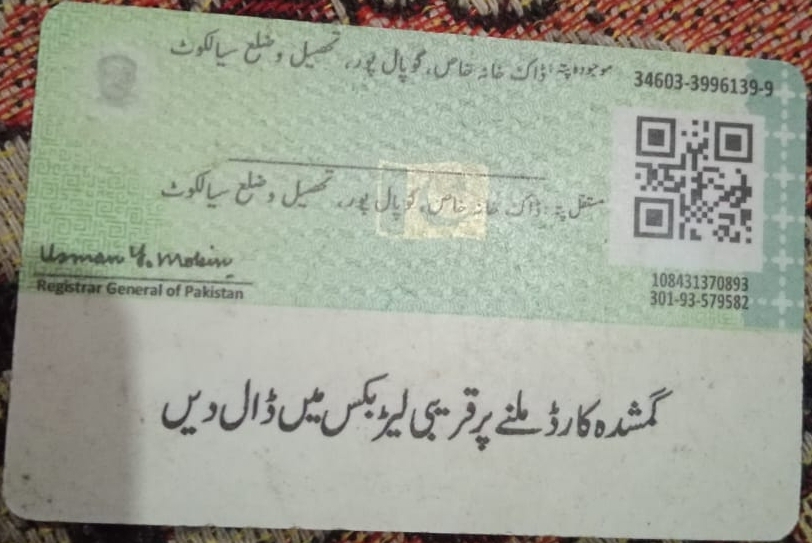 موجودہ پتہ: ڈاک خانہ خاص، گوپال پور، تحصیل و ضلع سیالکوٹ
34603-3996139-9
مستقل پتہ: ڈاک خانہ خاص، گوپال پور، تحصیل و ضلع سیالکوٹ
Usman Y. Mobin
Registrar General of Pakistan
108431370893
301-93-579582
گمشدہ کارڈ ملنے پر قریبی لیٹر بکس میں ڈال دیں